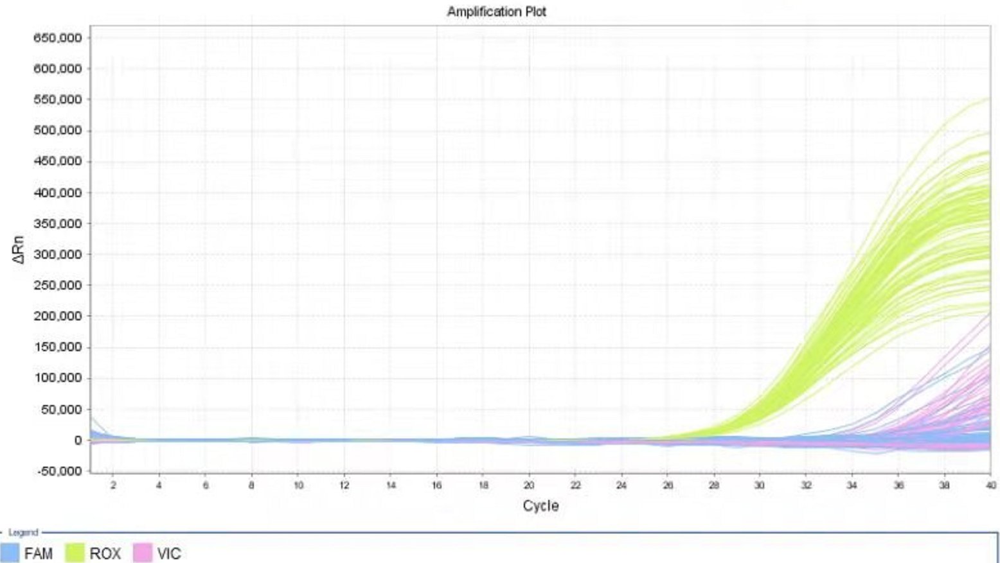 Amplification Plot
650,000
600,000
550,000
500,000
450,000
400,000
350,000
300,000
250,000
200,000
150,000
100,000
50,000
0
-50,000
ΔRn
2 4 6 8 10 12 14 16 18 20 22 24 26 28 30 32 34 36 38 40
Cycle
Legend
FAM ROX VIC